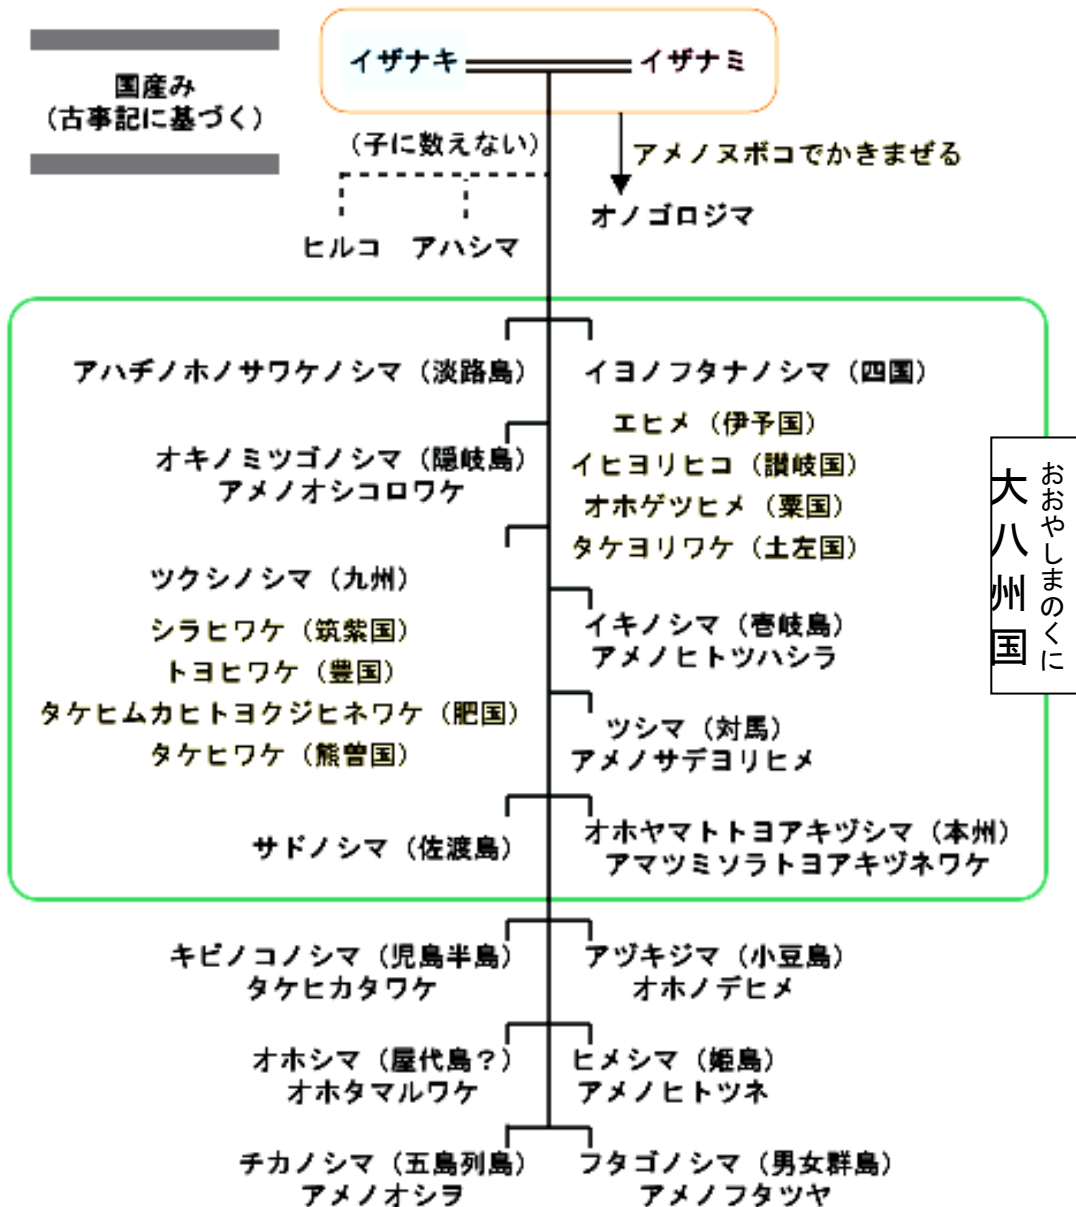 国産み
(古事記に基づく)
イザナキ
イザナミ
(子に数えない)
アメノヌボコでかきまぜる
オノゴロジマ
ヒルコ
アハシマ
アハヂノホノサワケノシマ(淡路島)
イヨノフタナノシマ(四国)
エヒメ(伊予国)
イヒヨリヒコ(讃岐国)
オホゲツヒメ(粟国)
タケヨリワケ(土左国)
オキノミツゴノシマ(隠岐島)
アメノオシコロワケ
ツクシノシマ(九州)
シラヒワケ(筑紫国)
トヨヒワケ(豊国)
タケヒムカヒトヨクジヒネワケ(肥国)
タケヒワケ(熊曽国)
イキノシマ(壱岐島)
アメノヒトツハシラ
ツシマ(対馬)
アメノサデヨリヒメ
サドノシマ(佐渡島)
オホヤマトトヨアキヅシマ(本州)
アマツミソラトヨアキヅネワケ
おおやしまのくに
大八州国
キビノコノシマ(児島半島)
タケヒカタワケ
アヅキジマ(小豆島)
オホノデヒメ
オホシマ(屋代島?)
オホタマルワケ
ヒメシマ(姫島)
アメノヒトツネ
チカノシマ(五島列島)
アメノオシヲ
フタゴノシマ(男女群島)
アメノフタツヤ